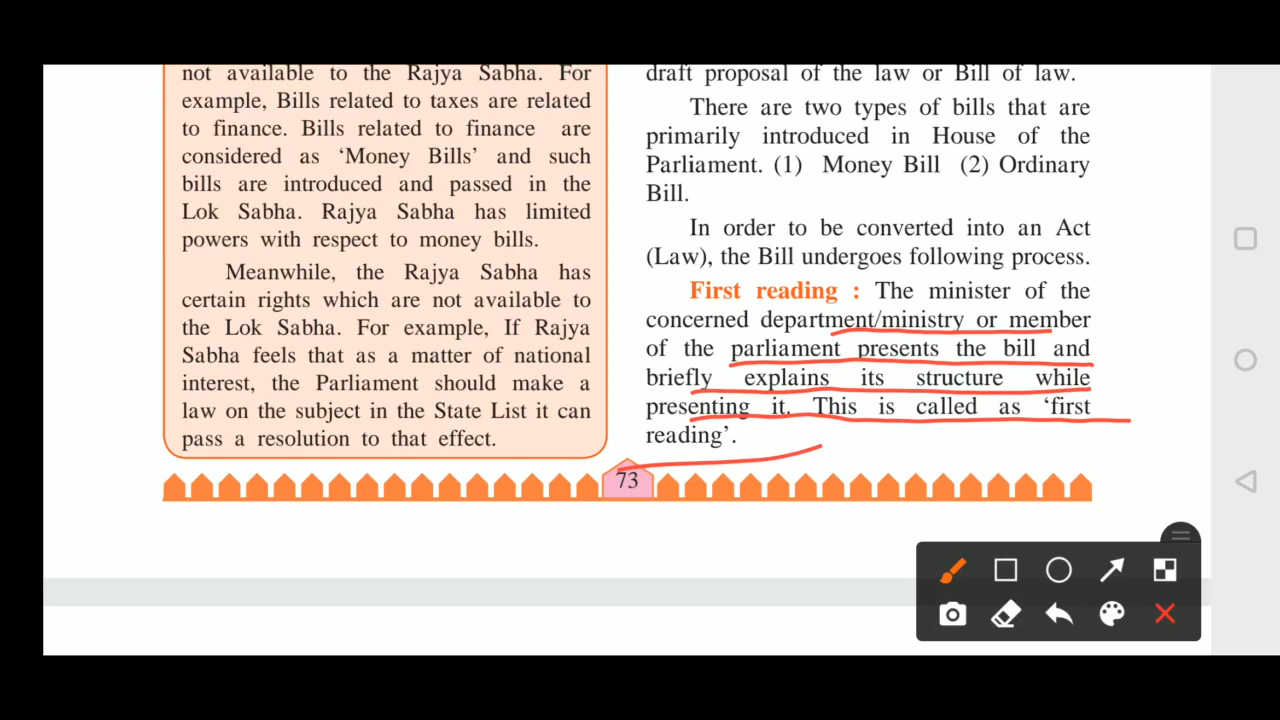 not available to the Rajya Sabha. For
example, Bills related to taxes are related
to finance. Bills related to finance are
considered as ‘Money Bills’ and such
bills are introduced and passed in the
Lok Sabha. Rajya Sabha has limited
powers with respect to money bills.
Meanwhile, the Rajya Sabha has
certain rights which are not available to
the Lok Sabha. For example, If Rajya
Sabha feels that as a matter of national
interest, the Parliament should make a
law on the subject in the State List it can
pass a resolution to that effect.
draft proposal of the law or Bill of law.
There are two types of bills that are
primarily introduced in House of the
Parliament. (1) Money Bill (2) Ordinary
Bill.
In order to be converted into an Act
(Law), the Bill undergoes following process.
First reading : The minister of the
concerned department/ministry or member
of the parliament presents the bill and
briefly explains its structure while
presenting it. This is called as ‘first
reading’.
73